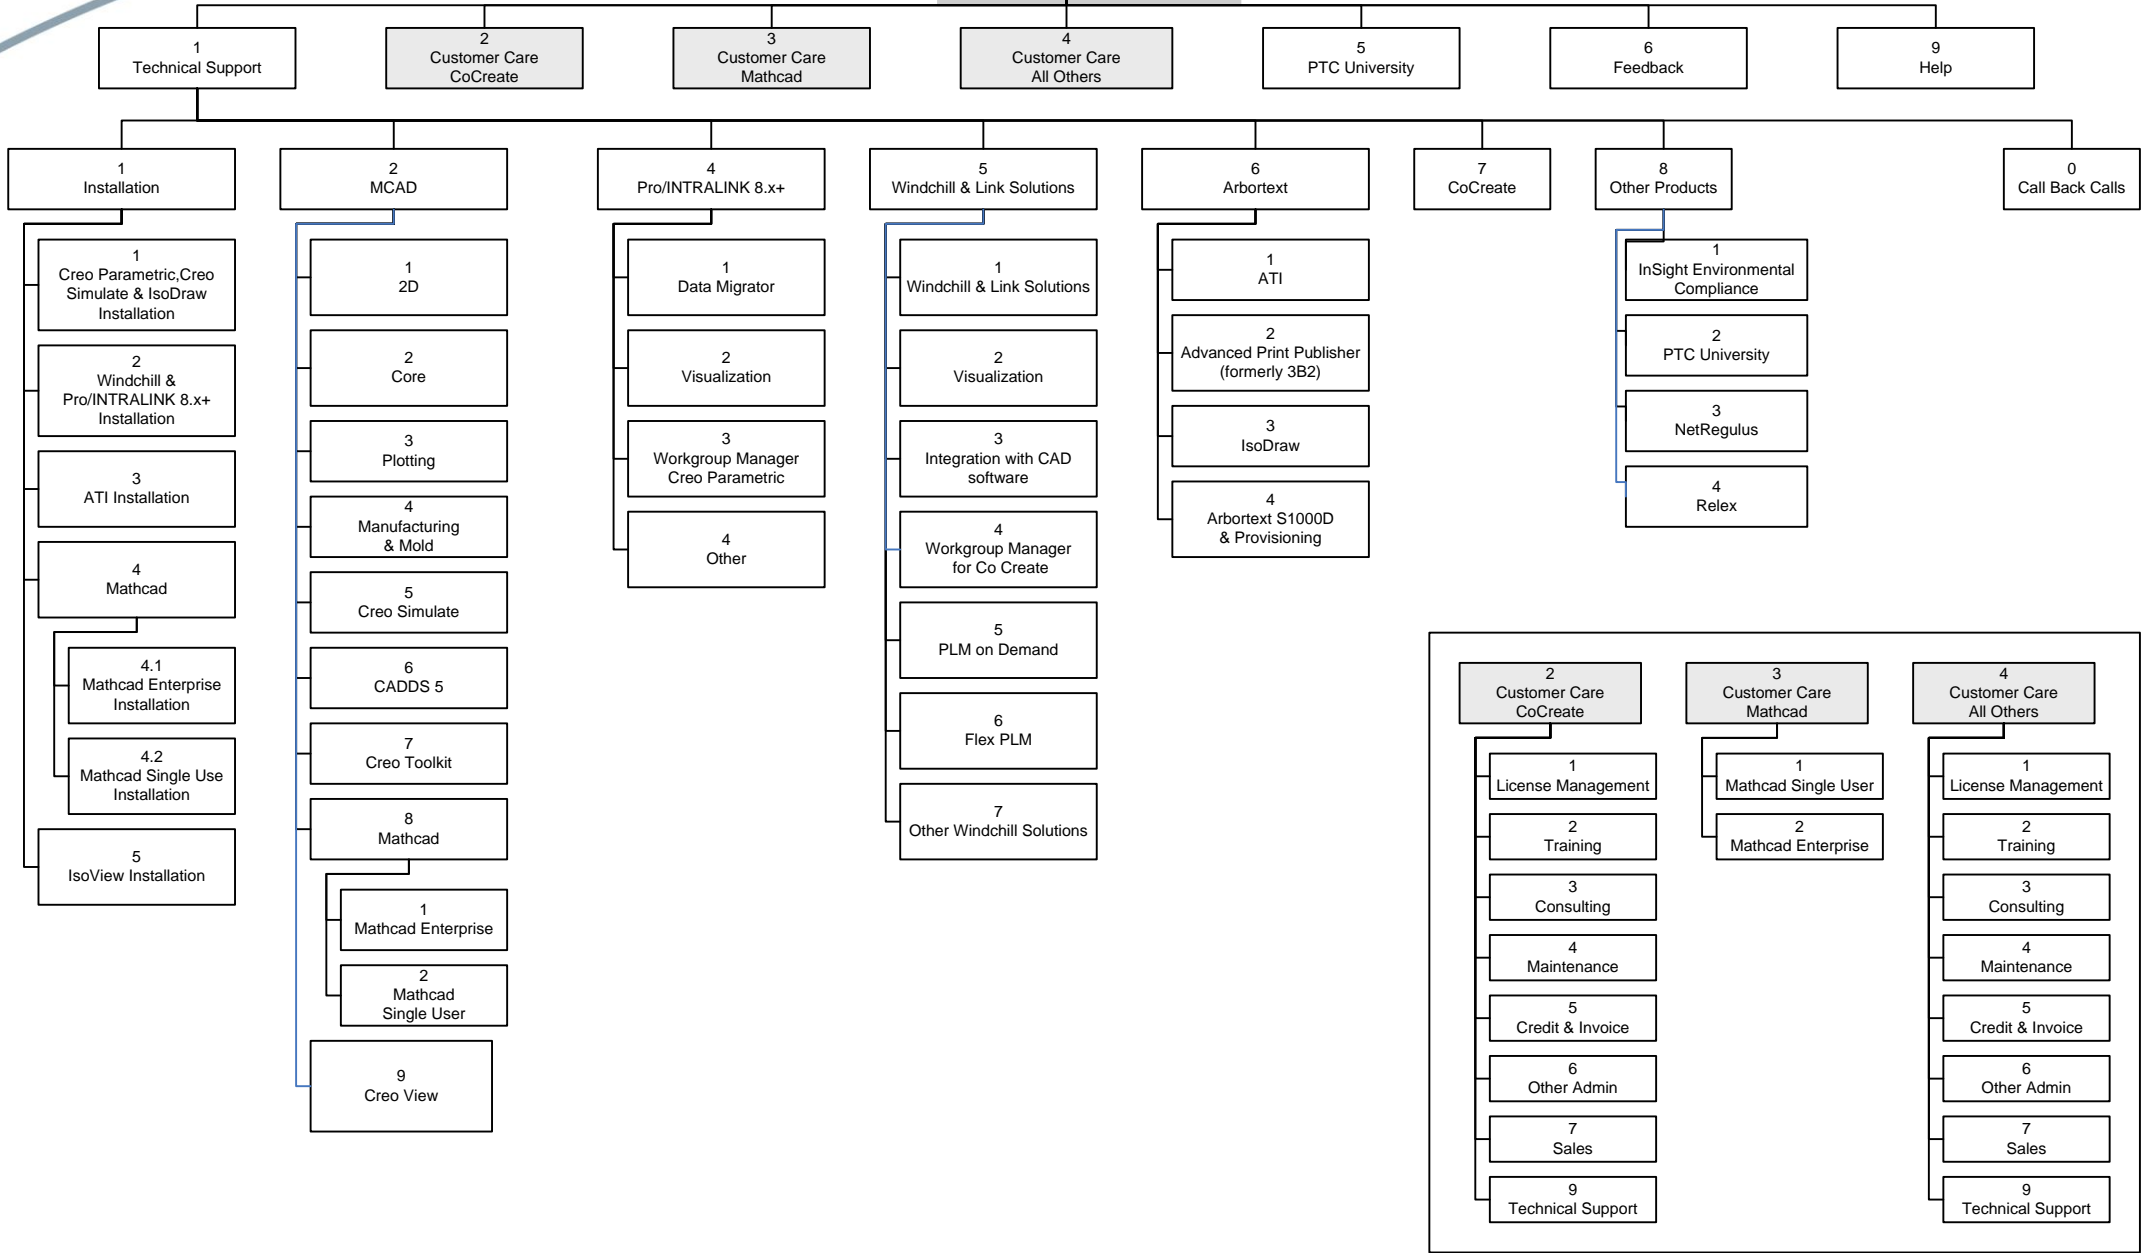 1
Technical Support
2
Customer Care
CoCreate
3
Customer Care
Mathcad
4
Customer Care
All Others
5
PTC University
6
Feedback
9
Help
1
Installation
2
MCAD
4
Pro/INTRALINK 8.x+
5
Windchill & Link Solutions
6
Arbortext
7
CoCreate
8
Other Products
0
Call Back Calls
1
Creo Parametric,Creo
Simulate & IsoDraw
Installation
2
Windchill &
Pro/INTRALINK 8.x+
Installation
3
ATI Installation
4
Mathcad
4.1
Mathcad Enterprise
Installation
4.2
Mathcad Single Use
Installation
5
IsoView Installation
1
2D
2
Core
3
Plotting
4
Manufacturing
& Mold
5
Creo Simulate
6
CADDS 5
7
Creo Toolkit
8
Mathcad
1
Mathcad Enterprise
2
Mathcad
Single User
9
Creo View
1
Data Migrator
2
Visualization
3
Workgroup Manager
Creo Parametric
4
Other
1
Windchill & Link Solutions
2
Visualization
3
Integration with CAD
software
4
Workgroup Manager
for Co Create
5
PLM on Demand
6
Flex PLM
7
Other Windchill Solutions
1
ATI
2
Advanced Print Publisher
(formerly 3B2)
3
IsoDraw
4
Arbortext S1000D
& Provisioning
1
InSight Environmental
Compliance
2
PTC University
3
NetRegulus
4
Relex
2
Customer Care
CoCreate
1
License Management
2
Training
3
Consulting
4
Maintenance
5
Credit & Invoice
6
Other Admin
7
Sales
9
Technical Support
3
Customer Care
Mathcad
1
Mathcad Single User
2
Mathcad Enterprise
4
Customer Care
All Others
1
License Management
2
Training
3
Consulting
4
Maintenance
5
Credit & Invoice
6
Other Admin
7
Sales
9
Technical Support